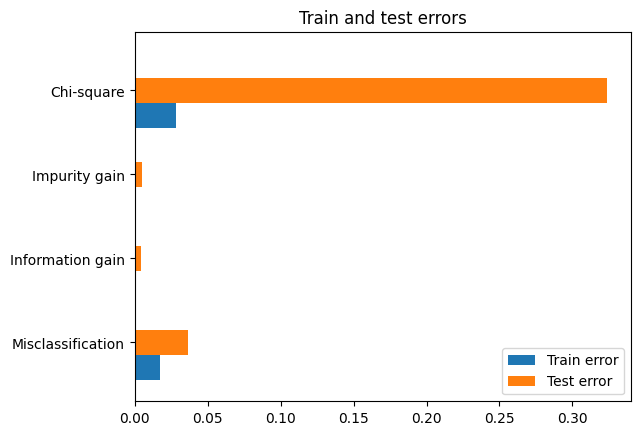 Train and test errors
Chi-square
Impurity gain
Information gain
Misclassification
Train error
Test error
0.00 0.05 0.10 0.15 0.20 0.25 0.30